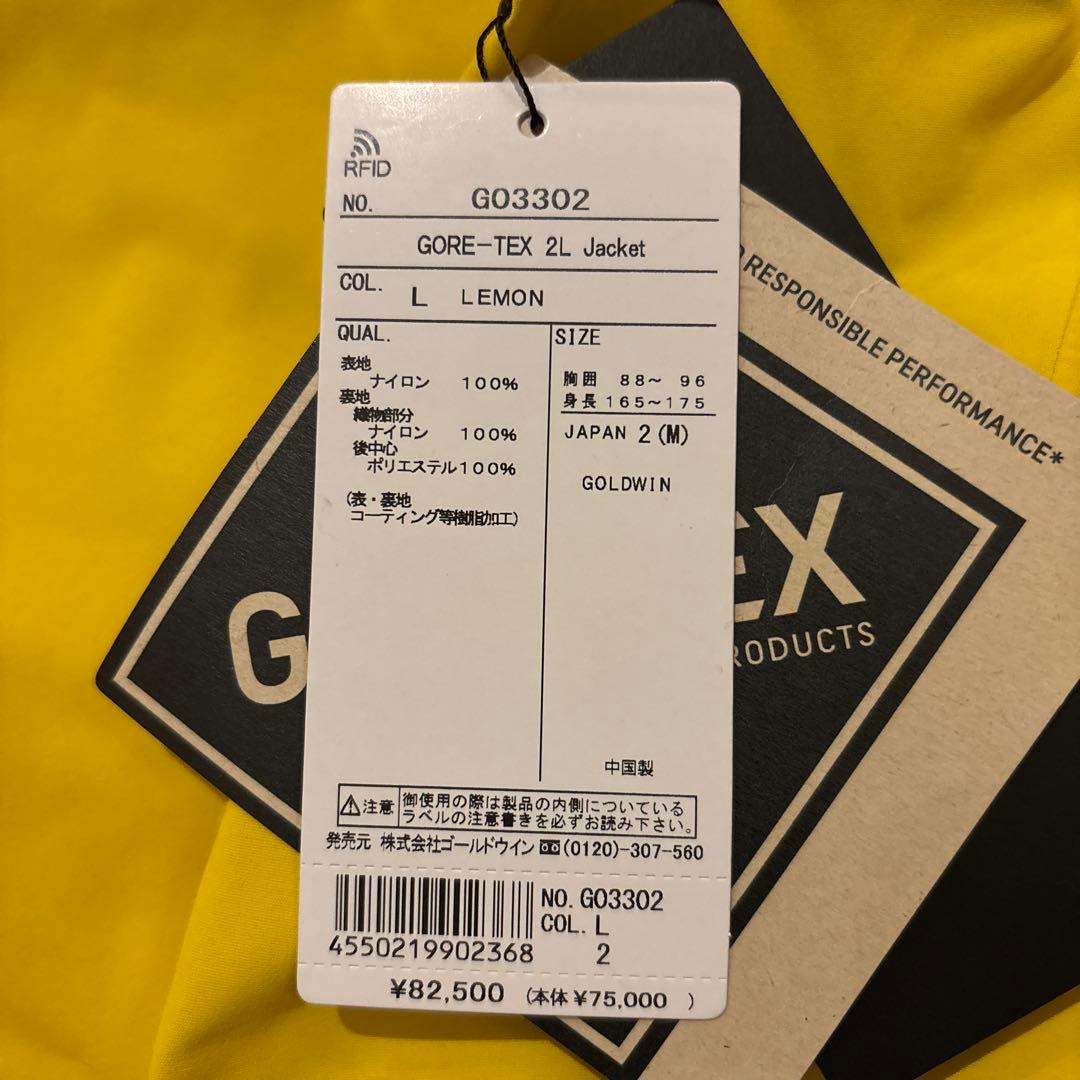 RFID
NO. GO3302
GORE-TEX 2L Jacket
COL. L LEMON
QUAL.
表地
ナイロン 100%
裏地
織物部分
ナイロン 100%
後中心
ポリエステル100%
(表・裏地
コーティング等樹脂加工)
SIZE
胸囲 88~ 96
身長 165~175
JAPAN 2(M)
GOLDWIN
中国製
注意 御使用の際は製品の内側についている
ラベルの注意書きを必ずお読み下さい。
発売元 株式会社ゴールドウイン (0120)-307-560
4550219902368
NO. GO3302
COL. L
2
¥82,500 (本体 ¥75,000 )
RESPONSIBLE PERFORMANCE*
G
EX
RODUCTS